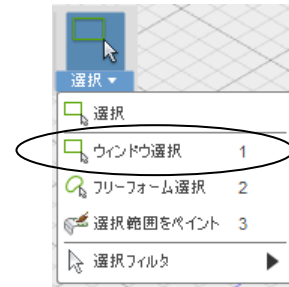 選択 ▼
選択
ウィンドウ選択 1
フリーフォーム選択 2
選択範囲をペイント 3
選択フィルタ ▶